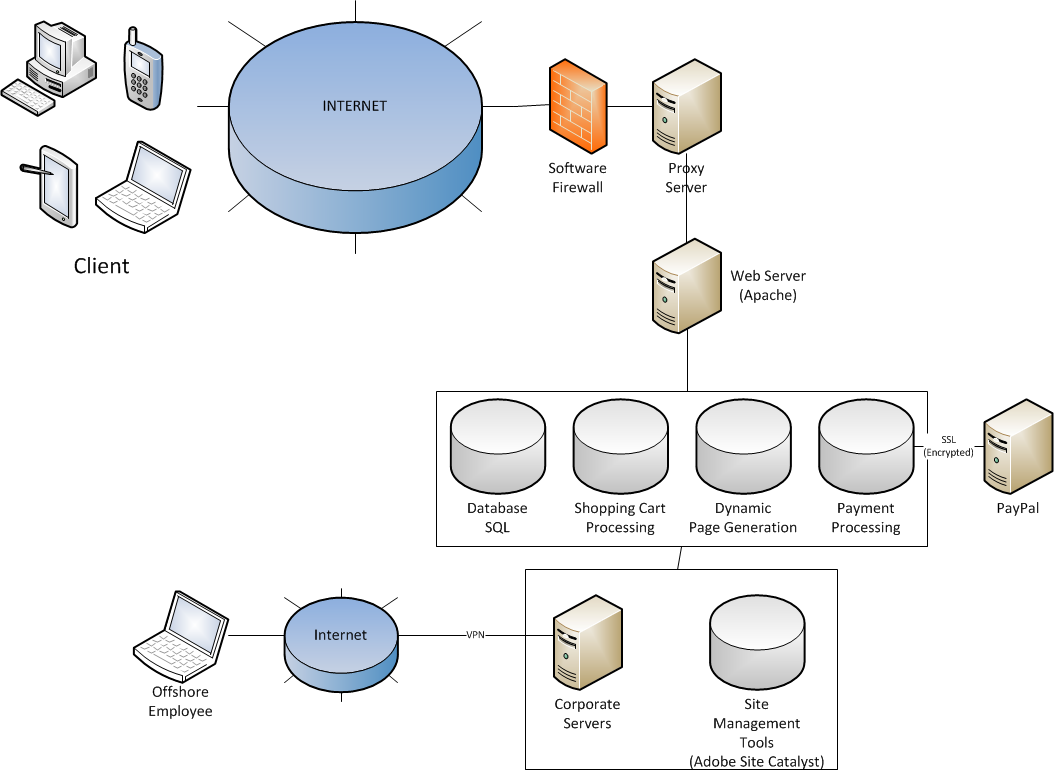 INTERNET
Software
Firewall
Proxy
Server
Client
Web Server
(Apache)
Database
SQL
Shopping Cart
Processing
Dynamic
Page Generation
Payment
Processing
SSL
(Encrypted)
PayPal
Offshore
Employee
Internet
VPN
Corporate
Servers
Site
Management
Tools
(Adobe Site Catalyst)